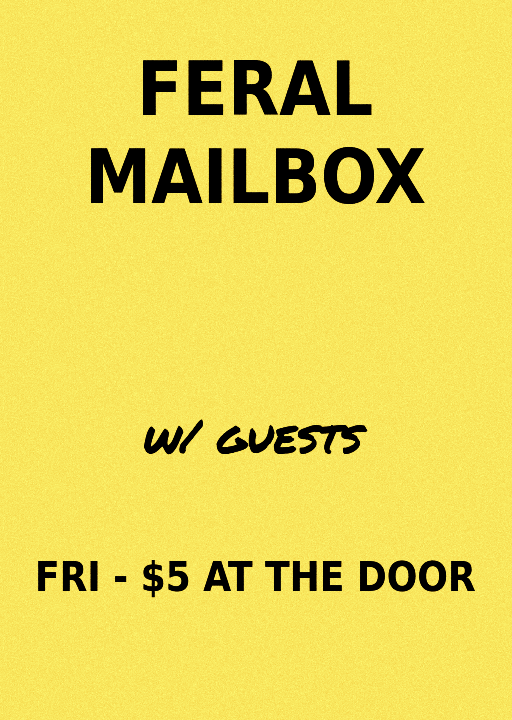 FERAL
MAILBOX
W/ GUESTS
FRI - $5 AT THE DOOR